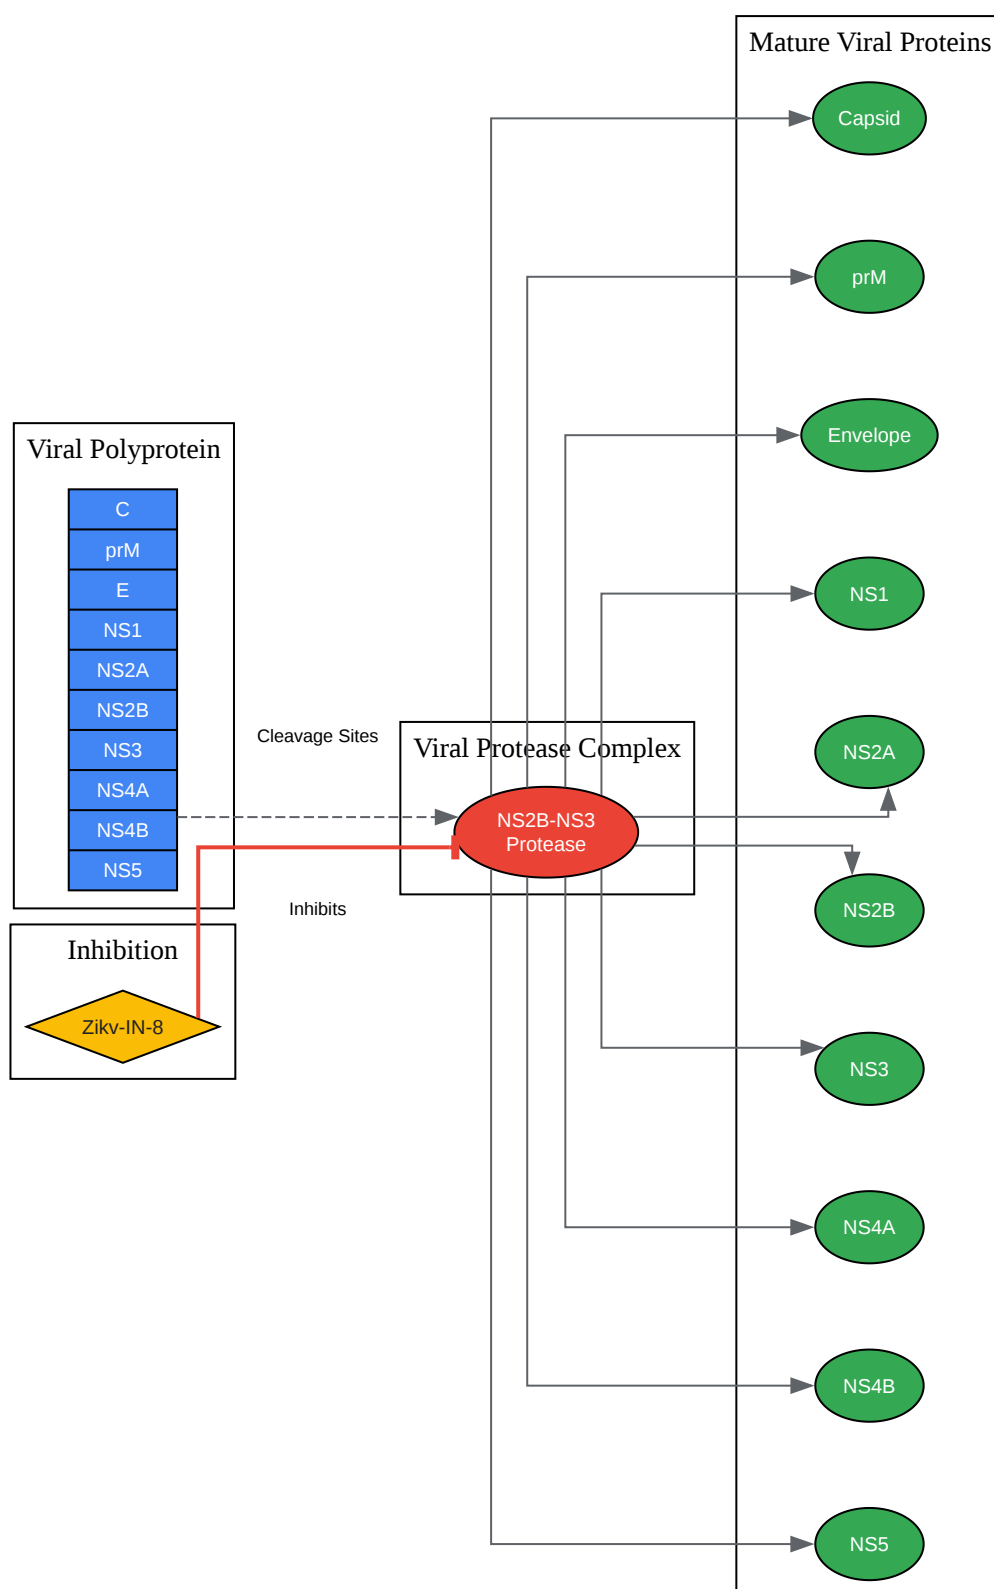 Viral Polyprotein
C
prM
E
NS1
NS2A
NS2B
NS3
NS4A
NS4B
NS5
Inhibition
Zikv-IN-8
Cleavage Sites
Inhibits
Viral Protease Complex
NS2B-NS3
Protease
Mature Viral Proteins
Capsid
prM
Envelope
NS1
NS2A
NS2B
NS3
NS4A
NS4B
NS5